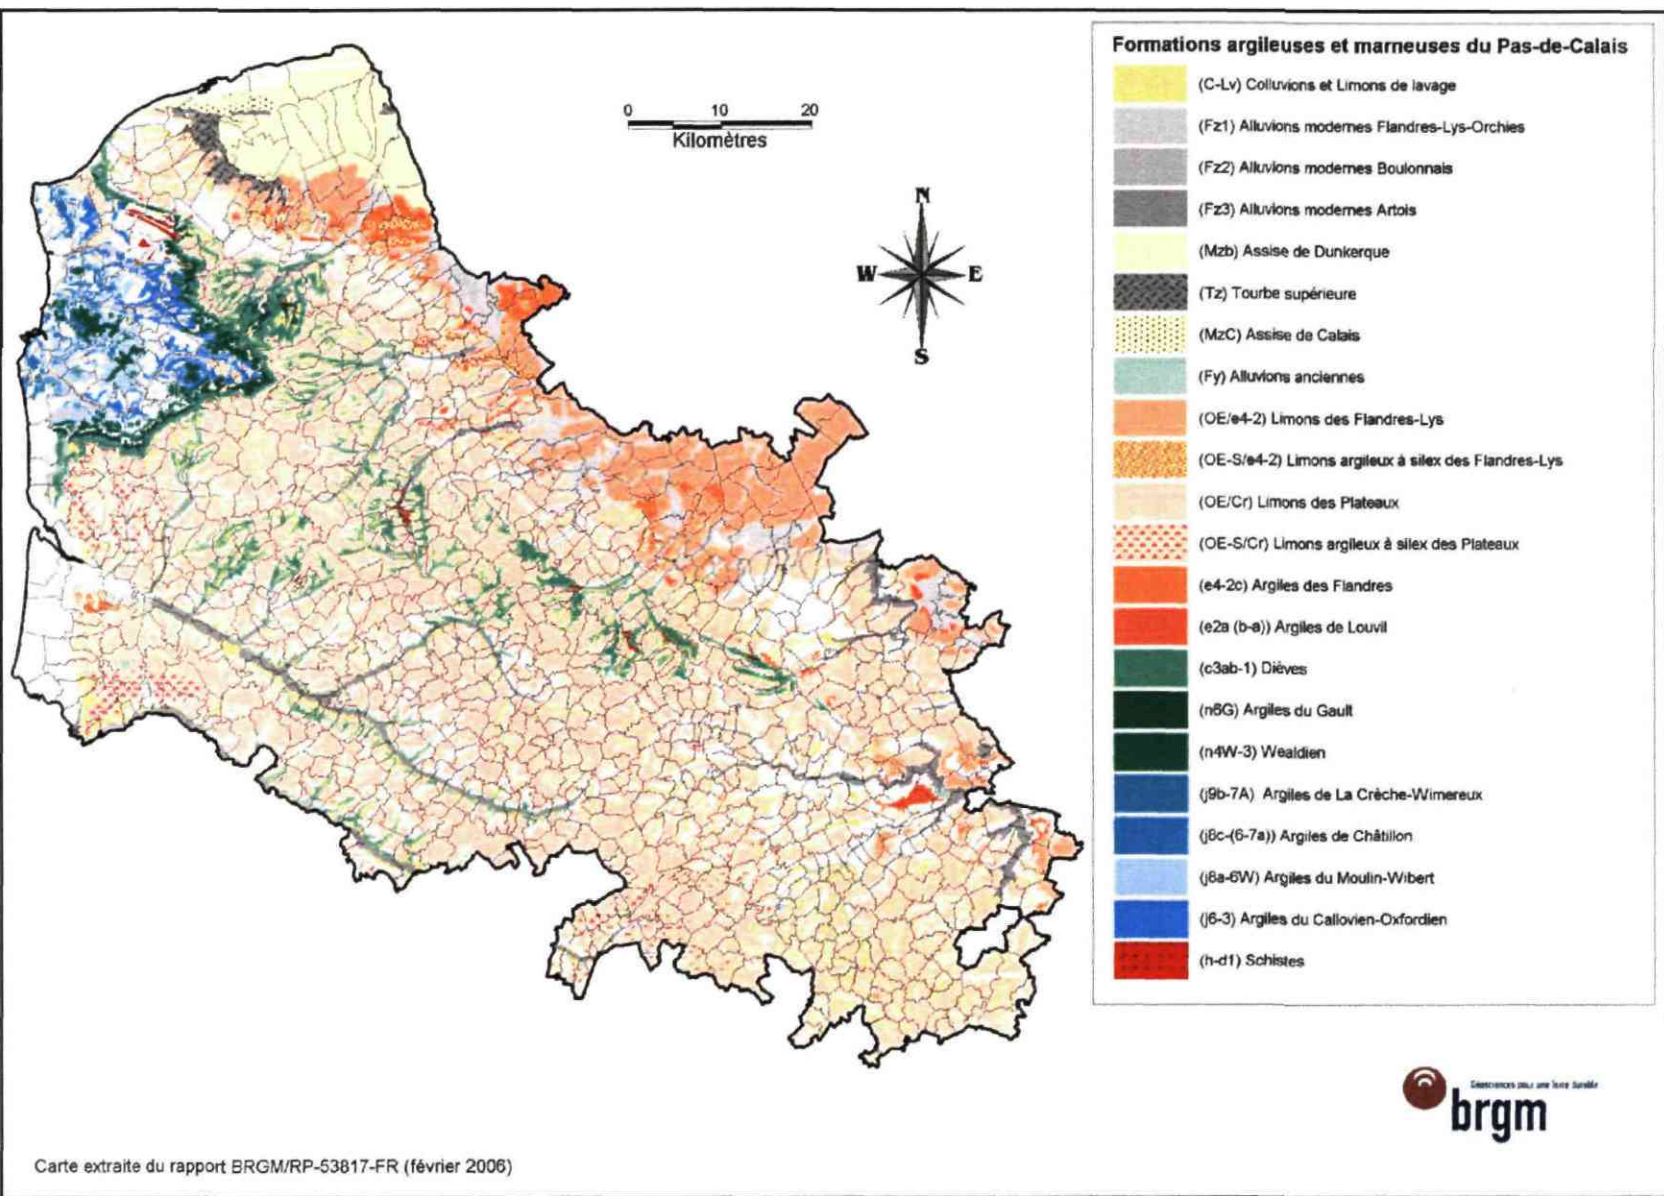 0 10 20
Kilomètres
N
W E
S
Formations argileuses et marneuses du Pas-de-Calais
(C-Lv) Colluvions et Limons de lavage
(Fz1) Alluvions modernes Flandres-Lys-Orchies
(Fz2) Alluvions modernes Boulonnais
(Fz3) Alluvions modernes Artois
(Mzb) Assise de Dunkerque
(Tz) Tourbe supérieure
(MzC) Assise de Calais
(Fy) Alluvions anciennes
(OE/e4-2) Limons des Flandres-Lys
(OE-S/e4-2) Limons argileux à silex des Flandres-Lys
(OE/Cr) Limons des Plateaux
(OE-S/Cr) Limons argileux à silex des Plateaux
(e4-2c) Argiles des Flandres
(e2a (b-a)) Argiles de Louvil
(c3ab-1) Dièves
(n6G) Argiles du Gault
(n4W-3) Wealdien
(j9b-7A) Argiles de La Crèche-Wimereux
(j8c-(6-7a)) Argiles de Châtillon
(j8a-6W) Argiles du Moulin-Wibert
(j6-3) Argiles du Callovien-Oxfordien
(h-d1) Schistes
Géosciences pour une Terre durable
brgm
Carte extraite du rapport BRGM/RP-53817-FR (février 2006)